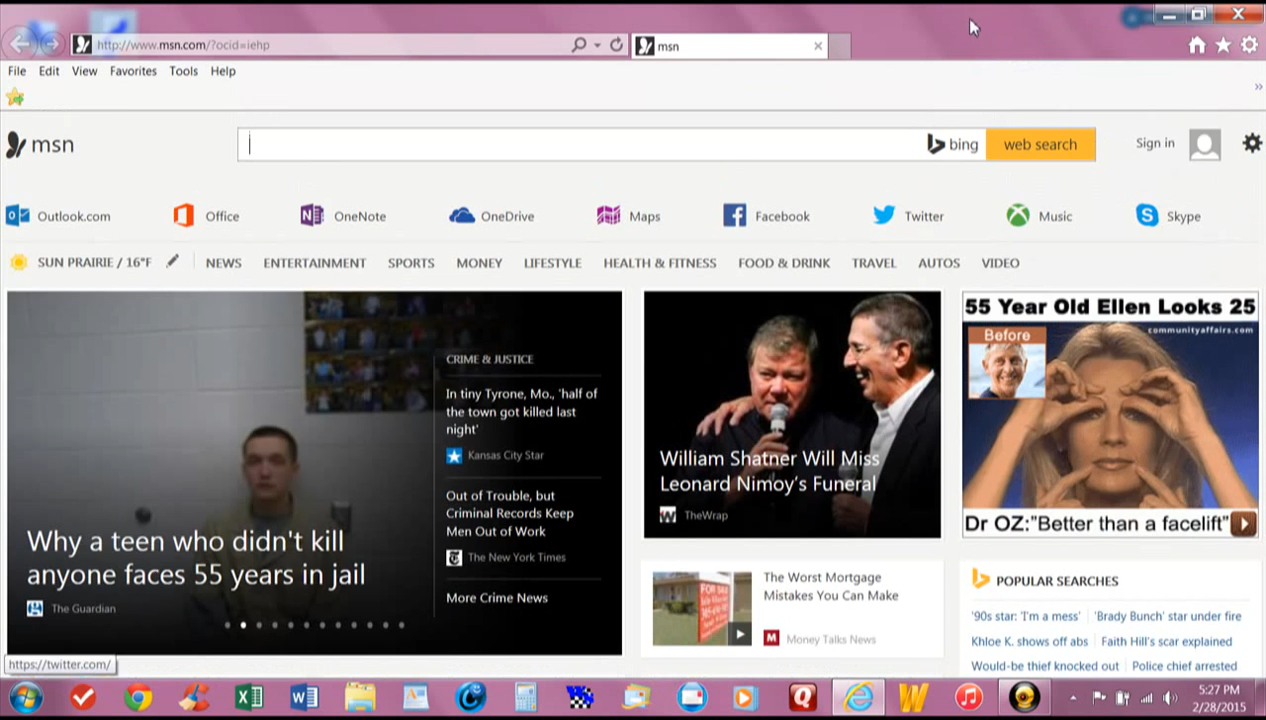 http://www.msn.com/?ocid=iehp
msn
File Edit View Favorites Tools Help
msn
bing
web search
Sign in
Outlook.com
Office
OneNote
OneDrive
Maps
Facebook
Twitter
Music
Skype
SUN PRAIRIE / 16°F
NEWS ENTERTAINMENT SPORTS MONEY LIFESTYLE HEALTH & FITNESS FOOD & DRINK TRAVEL AUTOS VIDEO
CRIME & JUSTICE
In tiny Tyrone, Mo., 'half of
the town got killed last
night'
Kansas City Star
Out of Trouble, but
Criminal Records Keep
Men Out of Work
The New York Times
More Crime News
Why a teen who didn't kill
anyone faces 55 years in jail
The Guardian
William Shatner Will Miss
Leonard Nimoy's Funeral
TheWrap
55 Year Old Ellen Looks 25
communityaffairs.com
Before
Dr OZ:"Better than a facelift"
FOR SALE
The Worst Mortgage
Mistakes You Can Make
Money Talks News
POPULAR SEARCHES
'90s star: 'I'm a mess' 'Brady Bunch' star under fire
Khloe K. shows off abs Faith Hill's scar explained
Would-be thief knocked out Police chief arrested
https://twitter.com/
5:27 PM
2/28/2015